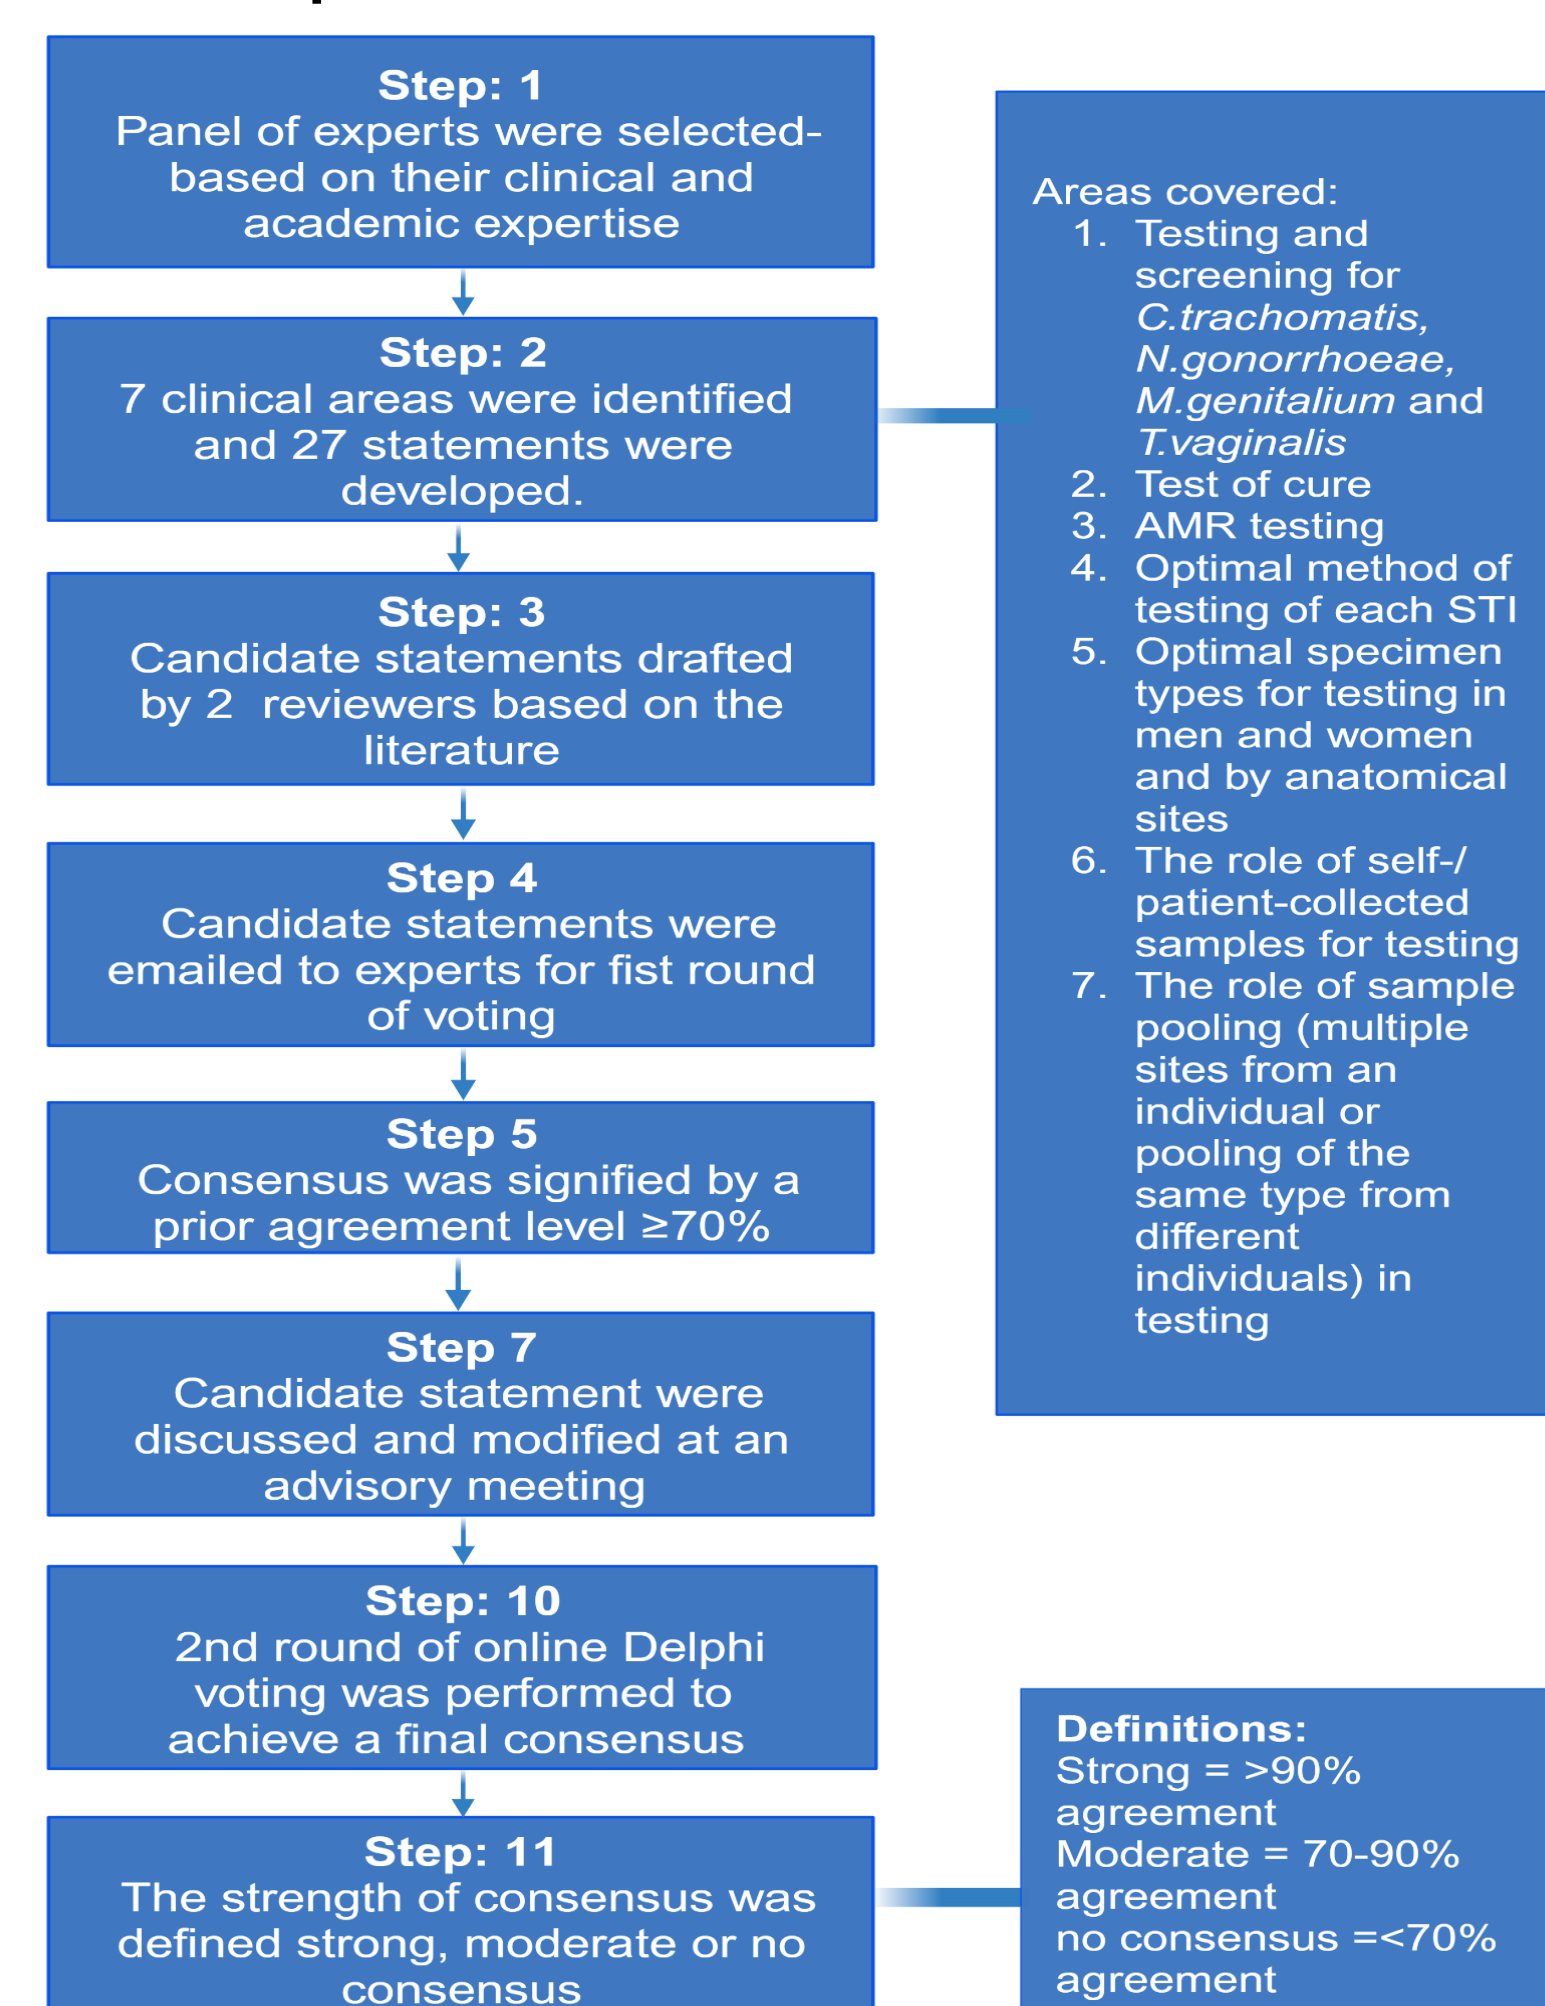 Step: 1
Panel of experts were selected-
based on their clinical and
academic expertise
Step: 2
7 clinical areas were identified
and 27 statements were
developed.
Areas covered:
1. Testing and
screening for
C.trachomatis,
N.gonorrhoeae,
M.genitalium and
T.vaginalis
2. Test of cure
3. AMR testing
4. Optimal method of
testing of each STI
5. Optimal specimen
types for testing in
men and women
and by anatomical
sites
6. The role of self-/
patient-collected
samples for testing
7. The role of sample
pooling (multiple
sites from an
individual or
pooling of the
same type from
different
individuals) in
testing
Step: 3
Candidate statements drafted
by 2  reviewers based on the
literature
Step 4
Candidate statements were
emailed to experts for fist round
of voting
Step 5
Consensus was signified by a
prior agreement level ≥70%
Step 7
Candidate statement were
discussed and modified at an
advisory meeting
Step: 10
2nd round of online Delphi
voting was performed to
achieve a final consensus
Step: 11
The strength of consensus was
defined strong, moderate or no
consensus
Definitions:
Strong = >90%
agreement
Moderate = 70-90%
agreement
no consensus =<70%
agreement